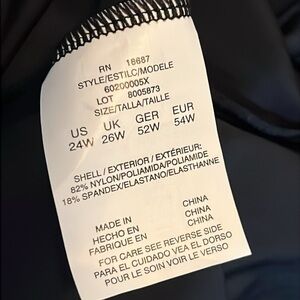 RN 16687
STYLE/ESTILO/MODELE
60200005X
LOT 8005873
SIZE/TALLA/TAILLE
US UK GER EUR
24W 26W 52W 54W
SHELL / EXTERIOR / EXTÉRIEUR:
82% NYLON/POLIAMIDA/POLIAMIDE
18% SPANDEX/ELASTANO/ELASTHANNE
MADE IN CHINA
HECHO EN CHINA
FABRIQUE EN CHINA
FOR CARE SEE REVERSE SIDE
PARA EL CUIDADO VEA EL DORSO
POUR LE SOIN VOIR LE VERSO